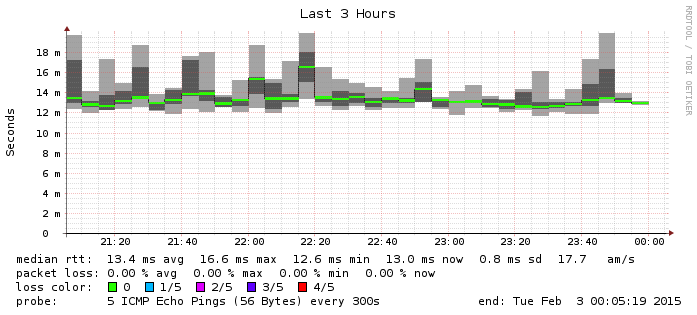 Last 3 Hours
RRDTOOL / TOBI OETIKER
Seconds
18 m
16 m
14 m
12 m
10 m
8 m
6 m
4 m
2 m
0
21:20 21:40 22:00 22:20 22:40 23:00 23:20 23:40 00:00
median rtt: 13.4 ms avg 16.6 ms max 12.6 ms min 13.0 ms now 0.8 ms sd 17.7 am/s
packet loss: 0.00 % avg 0.00 % max 0.00 % min 0.00 % now
loss color: 0 1/5 2/5 3/5 4/5
probe: 5 ICMP Echo Pings (56 Bytes) every 300s end: Tue Feb 3 00:05:19 2015